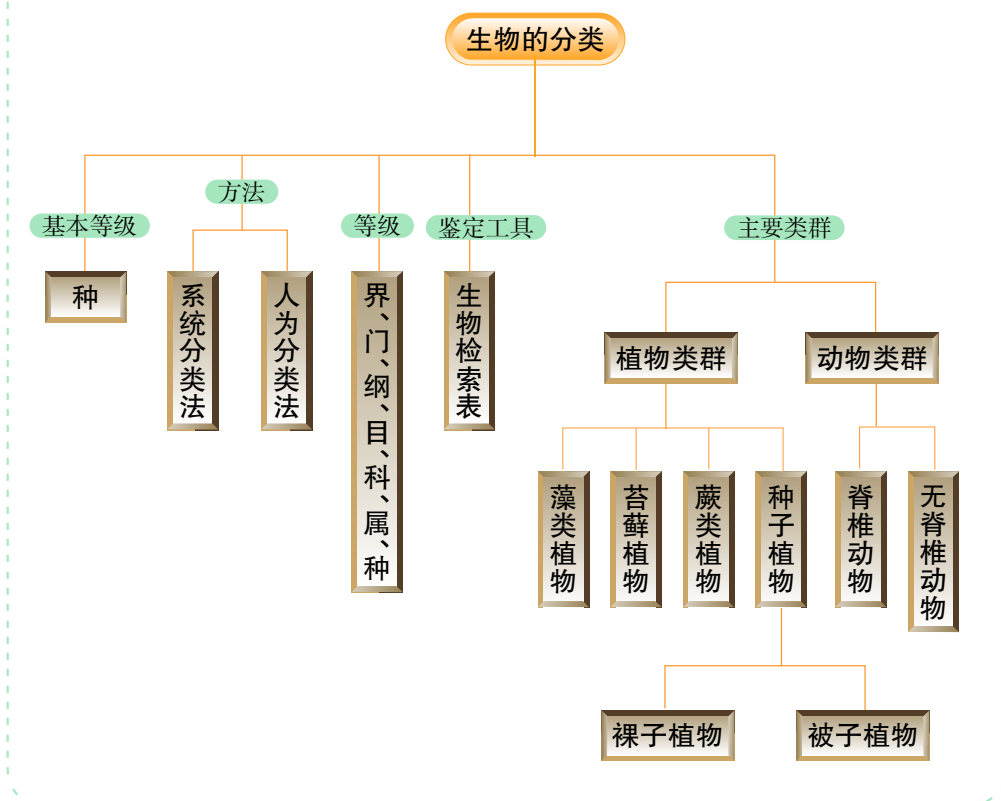 生物的分类
基本等级
种
方法
系统分类法
人为分类法
等级
界、门、纲、目、科、属、种
鉴定工具
生物检索表
主要类群
植物类群
藻类植物
苔藓植物
蕨类植物
种子植物
裸子植物
被子植物
动物类群
脊椎动物
无脊椎动物